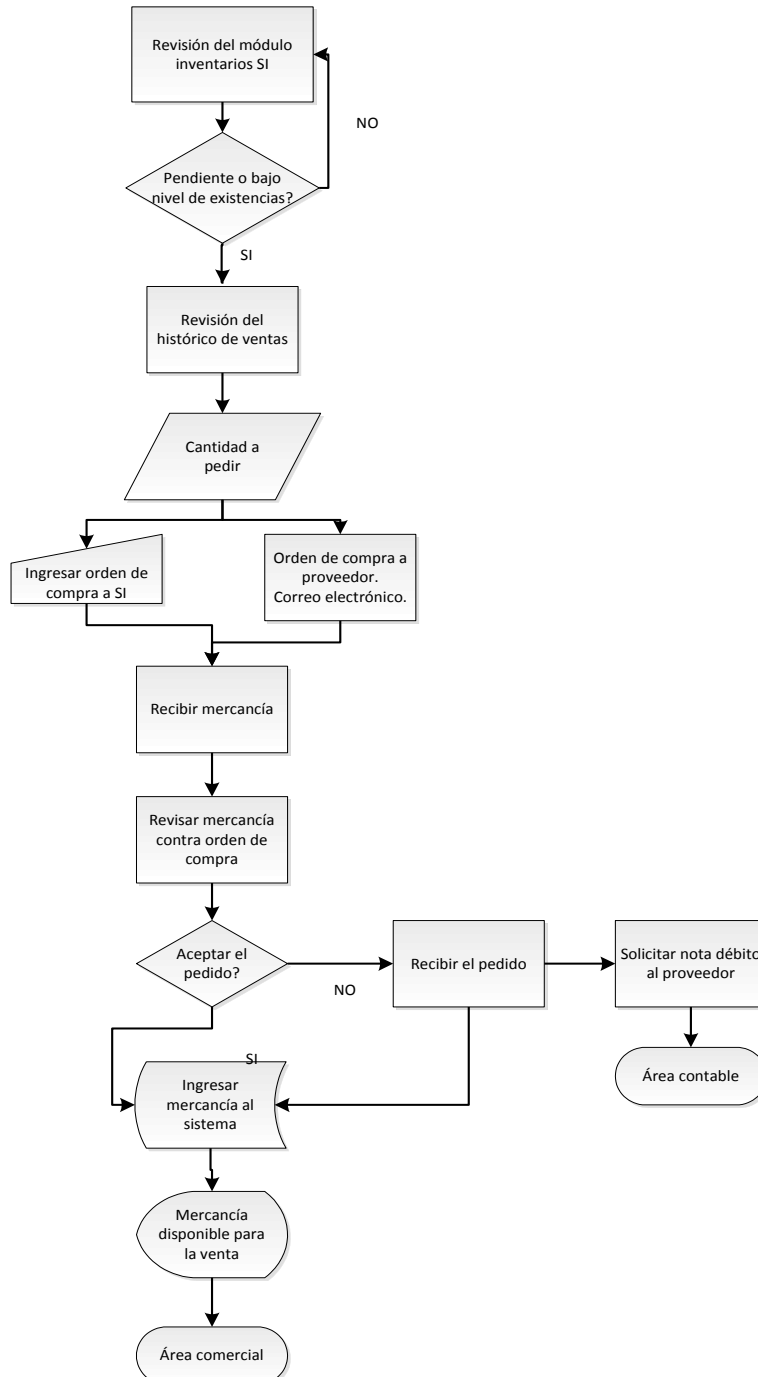 Revisión del módulo
inventarios SI
NO
Pendiente o bajo
nivel de existencias?
SI
Revisión del
histórico de ventas
Cantidad a
pedir
Ingresar orden de
compra a SI
Orden de compra a
proveedor.
Correo electrónico.
Recibir mercancía
Revisar mercancía
contra orden de
compra
Aceptar el
pedido?
NO
Recibir el pedido
Solicitar nota débito
al proveedor
Área contable
SI
Ingresar
mercancía al
sistema
Mercancía
disponible para
la venta
Área comercial